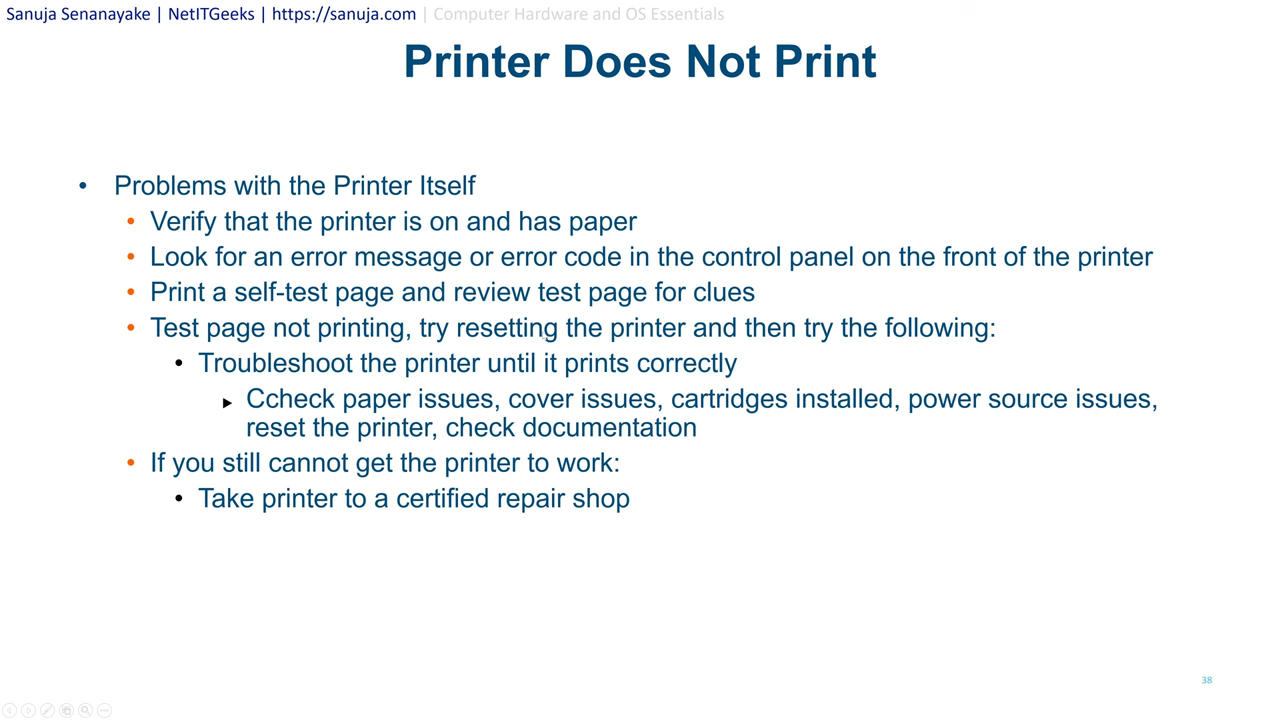 Sanuja Senanayake | NetITGeeks | https://sanuja.com | Computer Hardware and OS Essentials
Printer Does Not Print
• Problems with the Printer Itself
• Verify that the printer is on and has paper
• Look for an error message or error code in the control panel on the front of the printer
• Print a self-test page and review test page for clues
• Test page not printing, try resetting the printer and then try the following:
• Troubleshoot the printer until it prints correctly
► Ccheck paper issues, cover issues, cartridges installed, power source issues,
reset the printer, check documentation
• If you still cannot get the printer to work:
• Take printer to a certified repair shop
38